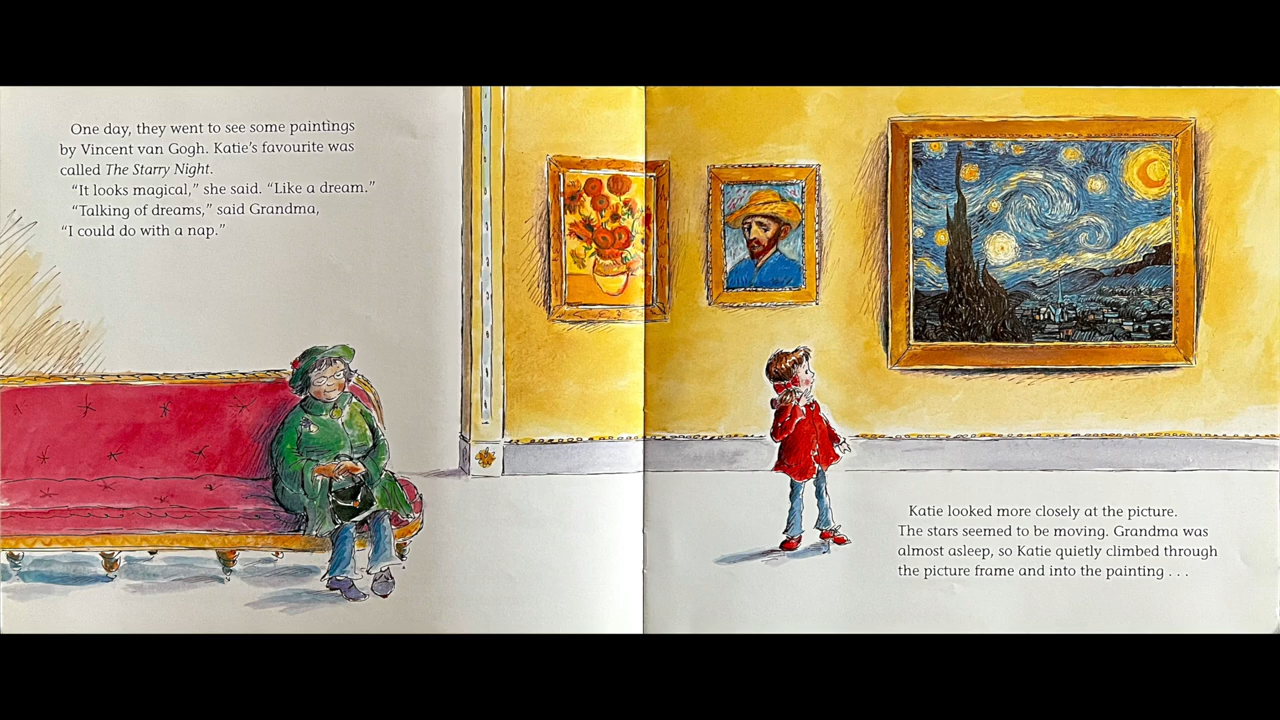 One day, they went to see some paintings
by Vincent van Gogh. Katie’s favourite was
called The Starry Night.
“It looks magical,” she said. “Like a dream.”
“Talking of dreams,” said Grandma,
“I could do with a nap.”
Katie looked more closely at the picture.
The stars seemed to be moving. Grandma was
almost asleep, so Katie quietly climbed through
the picture frame and into the painting . . .